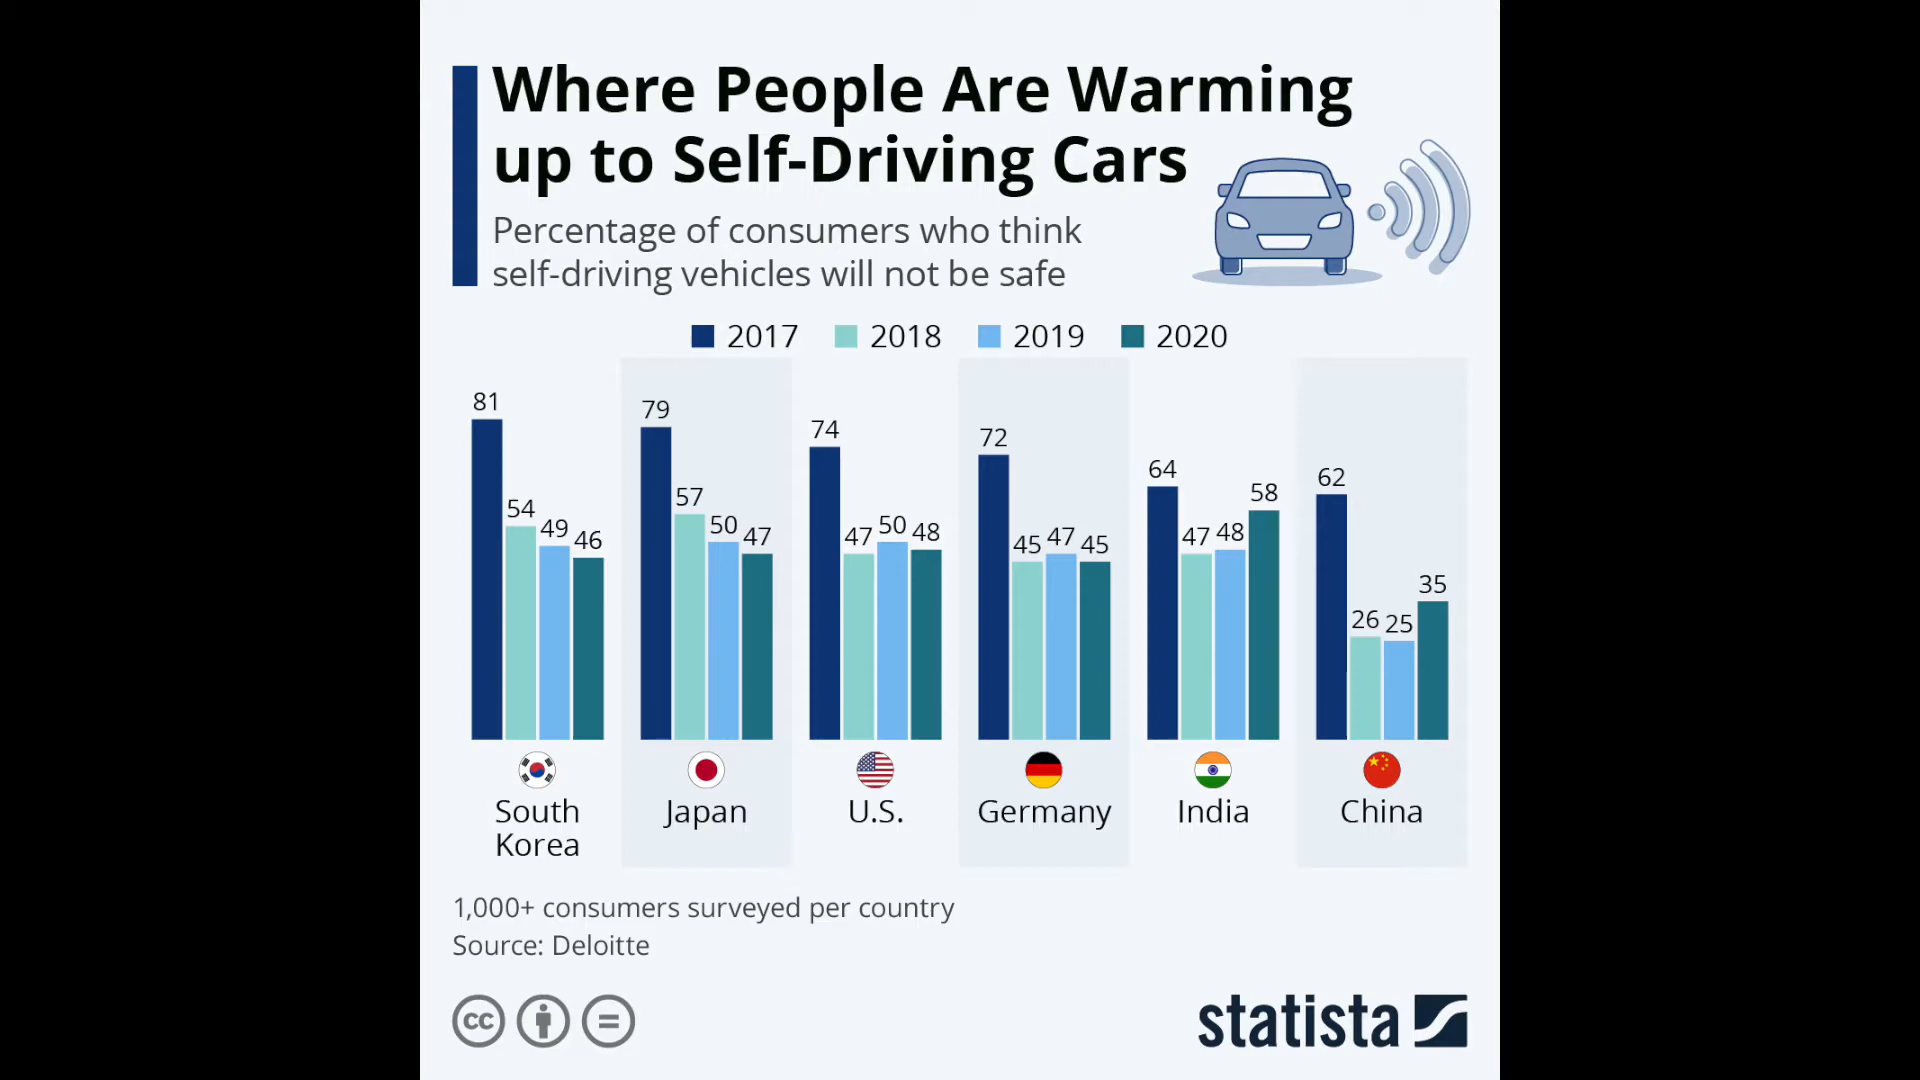 Where People Are Warming
up to Self-Driving Cars
Percentage of consumers who think
self-driving vehicles will not be safe
2017 2018 2019 2020
81 54 49 46
79 57 50 47
74 47 50 48
72 45 47 45
64 47 48 58
62 26 25 35
South
Korea
Japan
U.S.
Germany
India
China
1,000+ consumers surveyed per country
Source: Deloitte
cc
statista